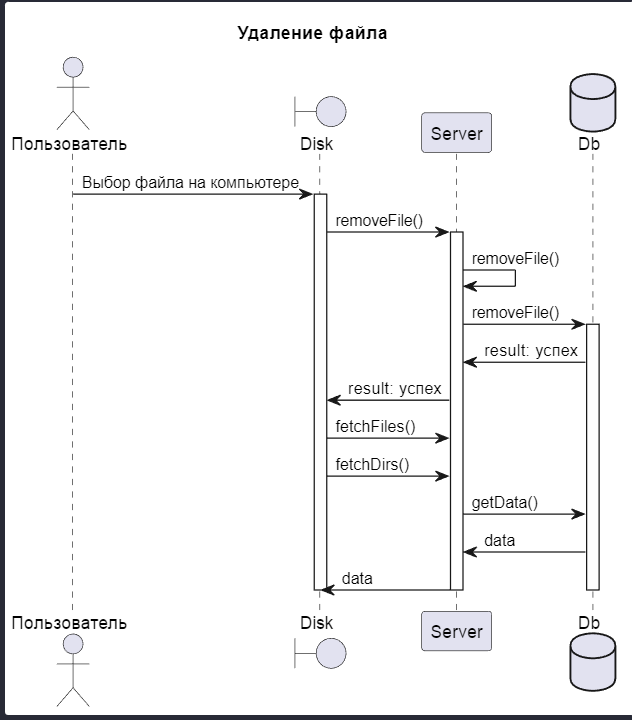 Удаление файла
Пользователь
Disk
Server
Db
Выбор файла на компьютере
removeFile()
removeFile()
removeFile()
result: успех
result: успех
fetchFiles()
fetchDirs()
getData()
data
data
Пользователь
Disk
Server
Db